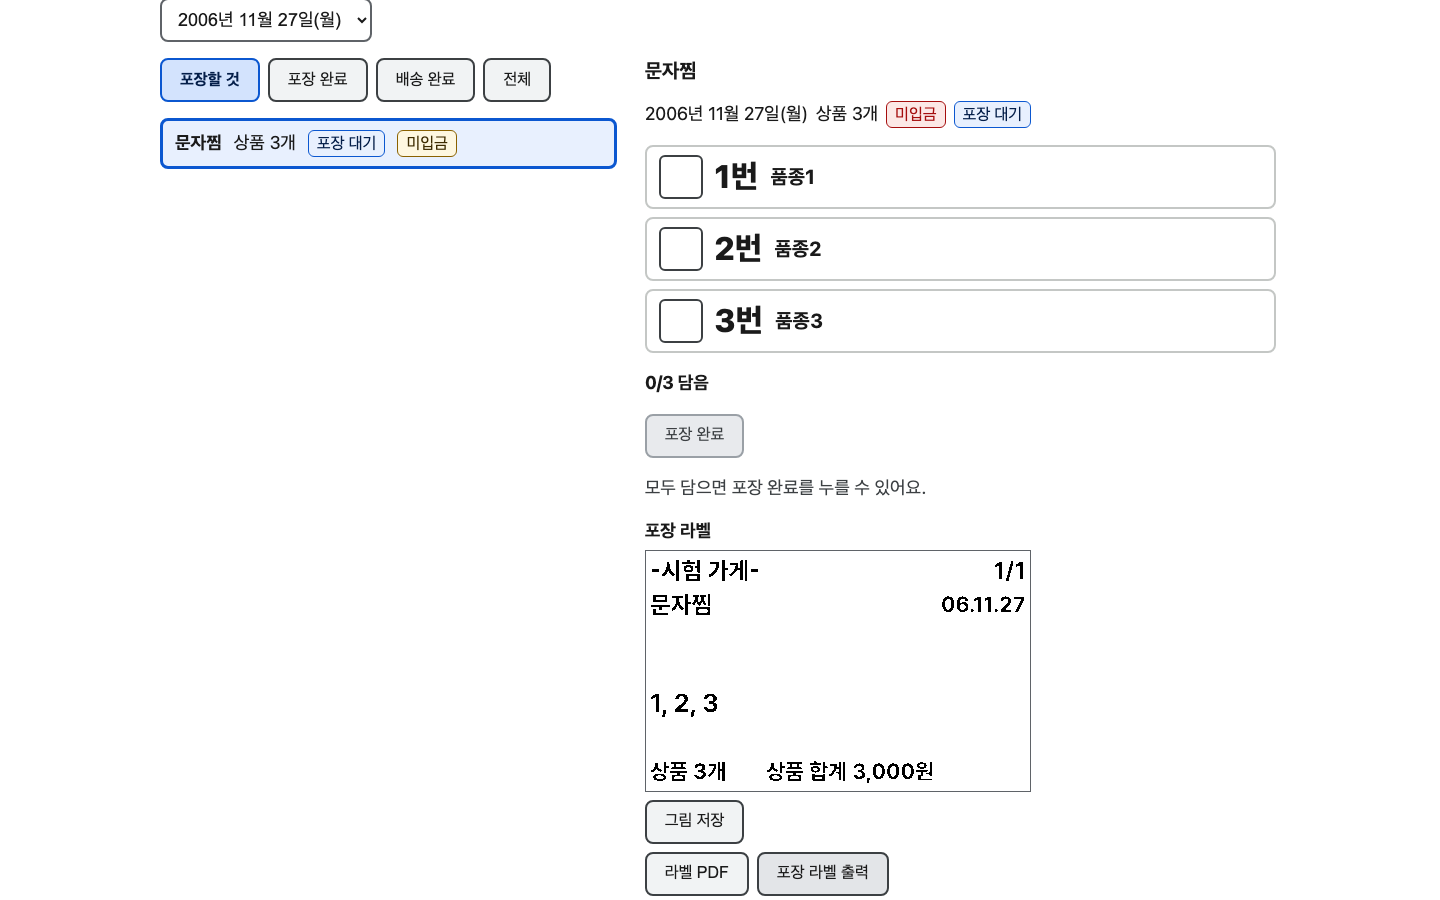 2006년 11월 27일(월)
포장할 것 포장 완료 배송 완료 전체
문자찜 상품 3개 포장 대기 미입금
문자찜
2006년 11월 27일(월) 상품 3개 미입금 포장 대기
1번 품종1
2번 품종2
3번 품종3
0/3 담음
포장 완료
모두 담으면 포장 완료를 누를 수 있어요.
포장 라벨
-시험 가게- 1/1
문자찜 06.11.27
1, 2, 3
상품 3개 상품 합계 3,000원
그림 저장
라벨 PDF 포장 라벨 출력